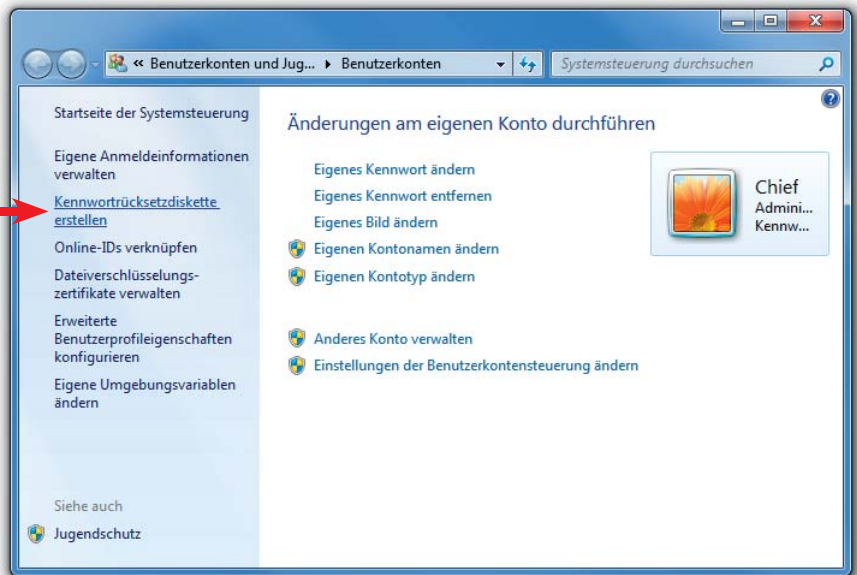 « Benutzerkonten und Jug... ▸ Benutzerkonten
Systemsteuerung durchsuchen
Startseite der Systemsteuerung
Eigene Anmeldeinformationen
verwalten
Kennwortrücksetzdiskette
erstellen
Online-IDs verknüpfen
Dateiverschlüsselungs-
zertifikate verwalten
Erweiterte
Benutzerprofileigenschaften
konfigurieren
Eigene Umgebungsvariablen
ändern
Siehe auch
Jugendschutz
Änderungen am eigenen Konto durchführen
Eigenes Kennwort ändern
Eigenes Kennwort entfernen
Eigenes Bild ändern
Eigenen Kontonamen ändern
Eigenen Kontotyp ändern
Anderes Konto verwalten
Einstellungen der Benutzerkontensteuerung ändern
Chief
Admini...
Kennw...